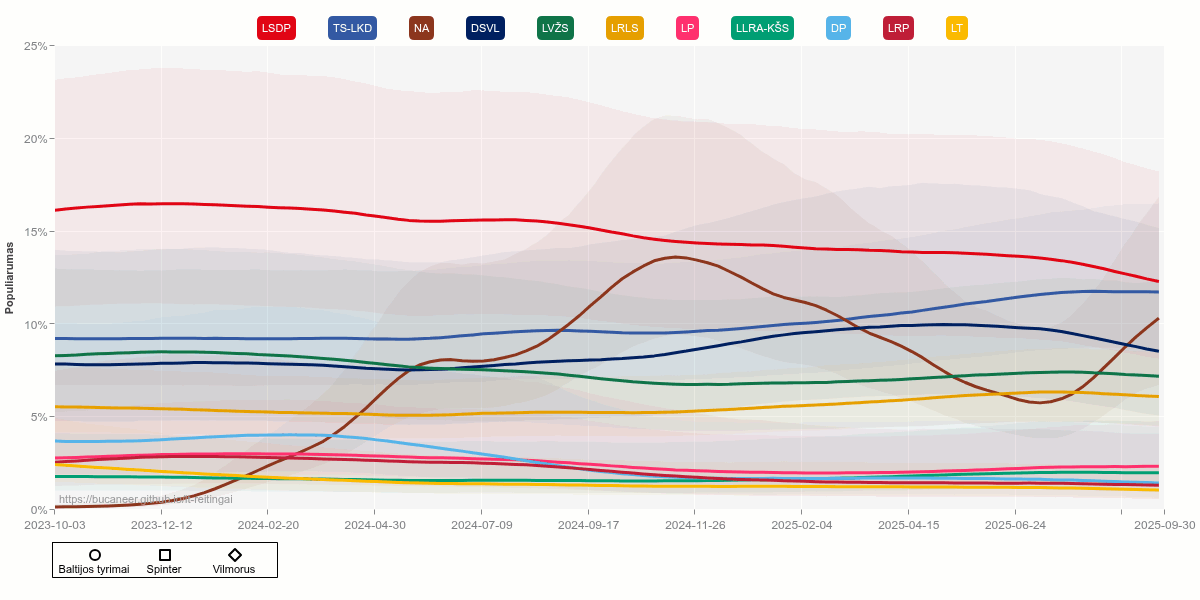 LSDP TS-LKD NA DSVL LVŽS LRLS LP LLRA-KŠS DP LRP LT
25%
20%
15%
10%
5%
0%
Populiarumas
https://bucaneer.github.io/lt-reitingai
2023-10-03 2023-12-12 2024-02-20 2024-04-30 2024-07-09 2024-09-17 2024-11-26 2025-02-04 2025-04-15 2025-06-24 2025-09-30
Baltijos tyrimai Spinter Vilmorus